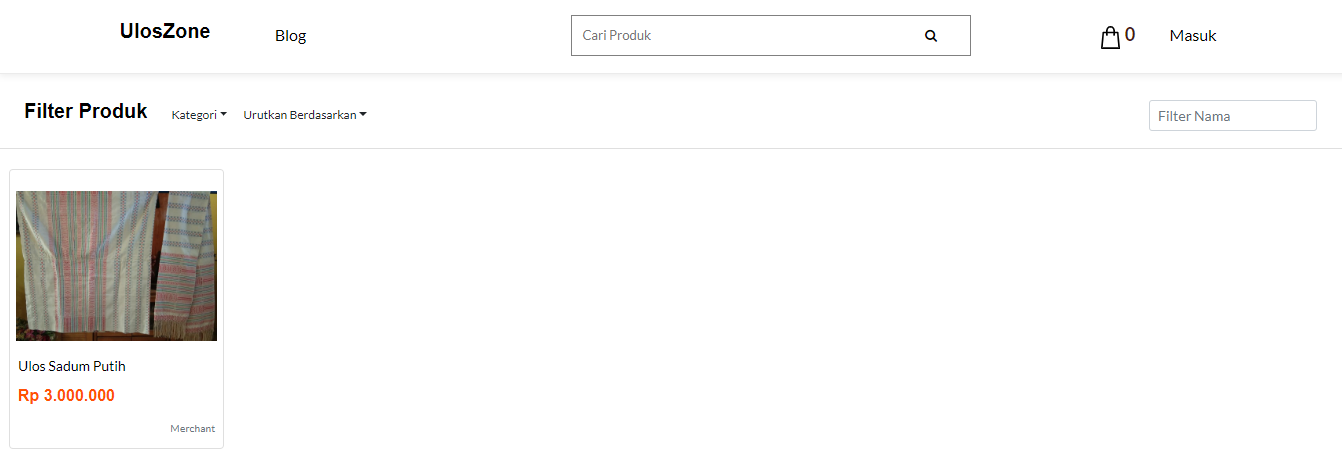 UlosZone Blog Cari Produk 0 Masuk
Filter Produk Kategori Urutkan Berdasarkan Filter Nama
Ulos Sadum Putih
Rp 3.000.000
Merchant